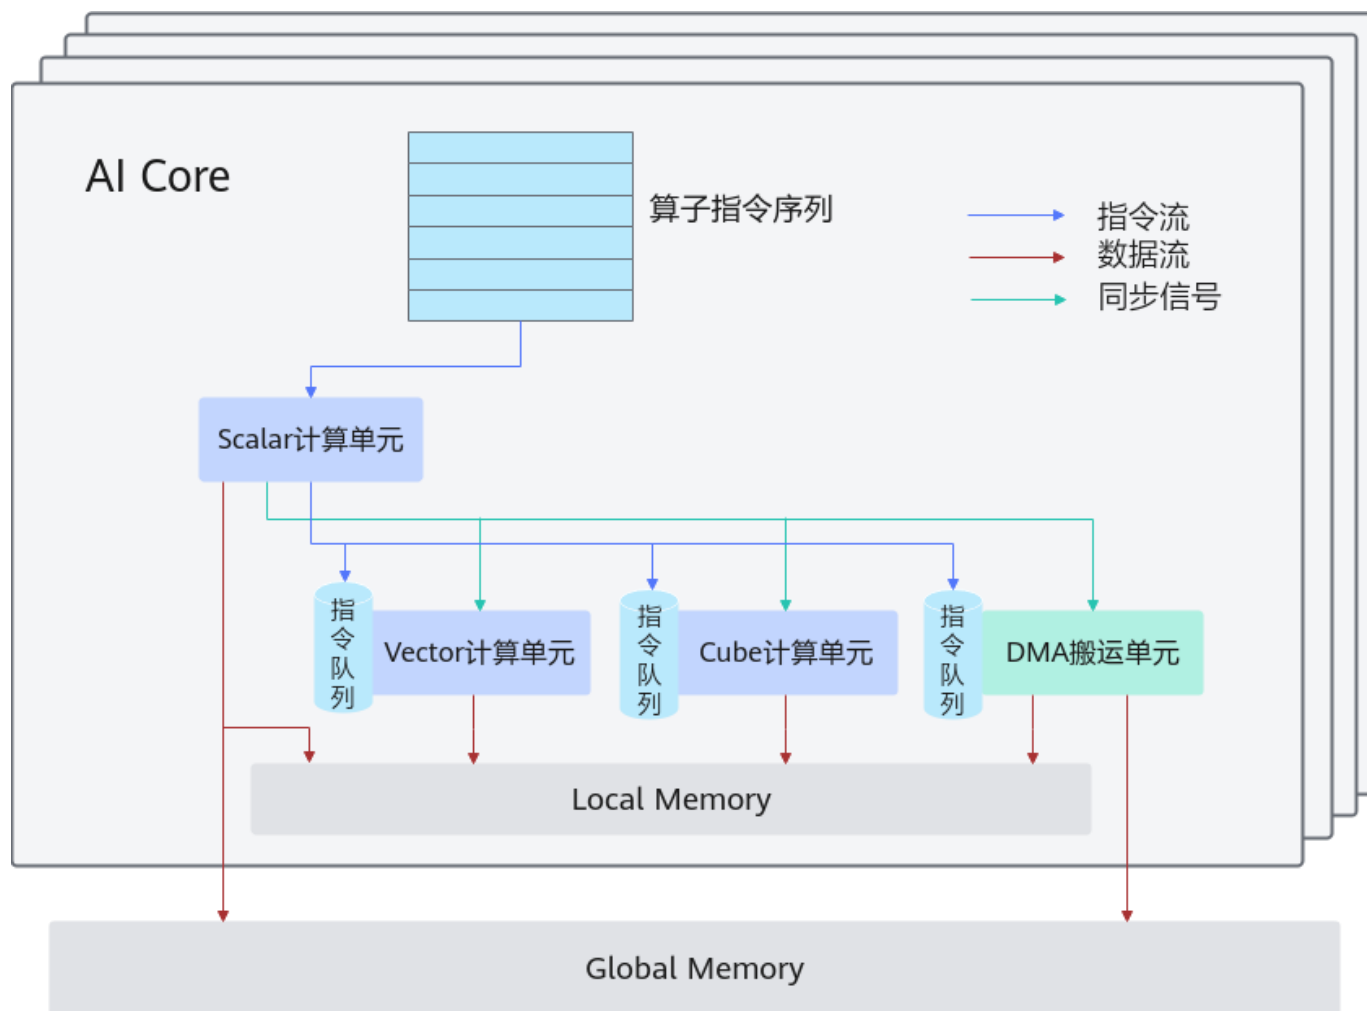 AI Core
算子指令序列
指令流
数据流
同步信号
Scalar计算单元
指令队列
Vector计算单元
指令队列
Cube计算单元
指令队列
DMA搬运单元
Local Memory
Global Memory